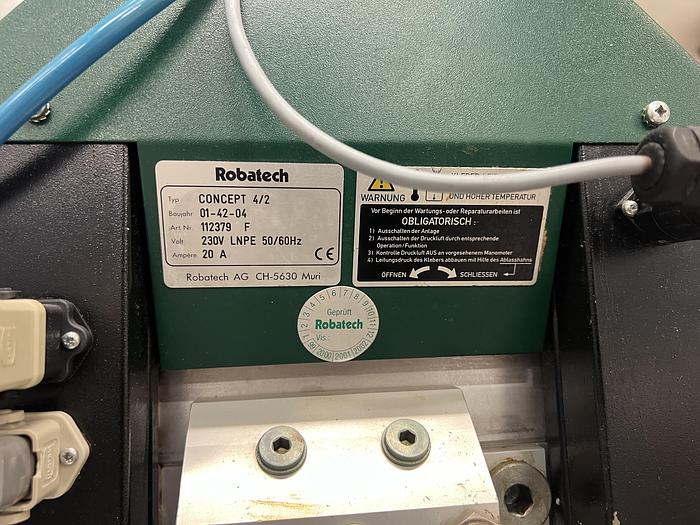 Robatech
Typ CONCEPT 4/2
Baujahr 01-42-04
Art. Nr. 112379 F
Volt 230V LNPE 50/60Hz
Ampère 20 A CE
Robatech AG CH-5630 Muri
WARNUNG UND HOHER TEMPERATUR
Vor Beginn der Wartungs- oder Reparaturarbeiten ist
OBLIGATORISCH :
1) Ausschalten der Anlage
2) Ausschalten der Druckluft durch entsprechende
Operation/Funktion
3) Kontrolle Druckluft AUS an vorgesehenem Manometer
4) Leitungsdruck des Klebers abbauen mit Hilfe des Ablasshahns
ÖFFNEN SCHLIESSEN
1 2 3 4 5 6 7 8 9 10 11 12
Geprüft
Robatech
Vis.:
99 2000 2001 2002